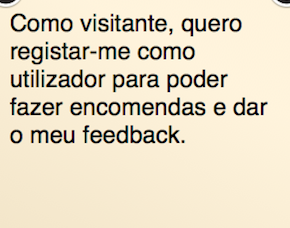 Como visitante, quero
registar-me como
utilizador para poder
fazer encomendas e dar
o meu feedback.